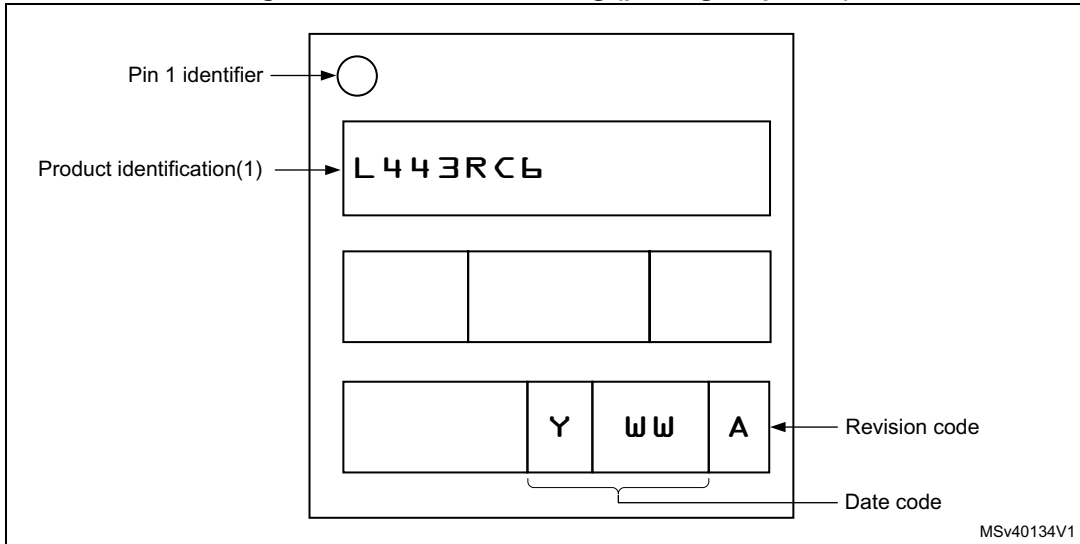 Pin 1 identifier
Product identification(1)
L443RC6
Y WW A
Revision code
Date code
MSv40134V1